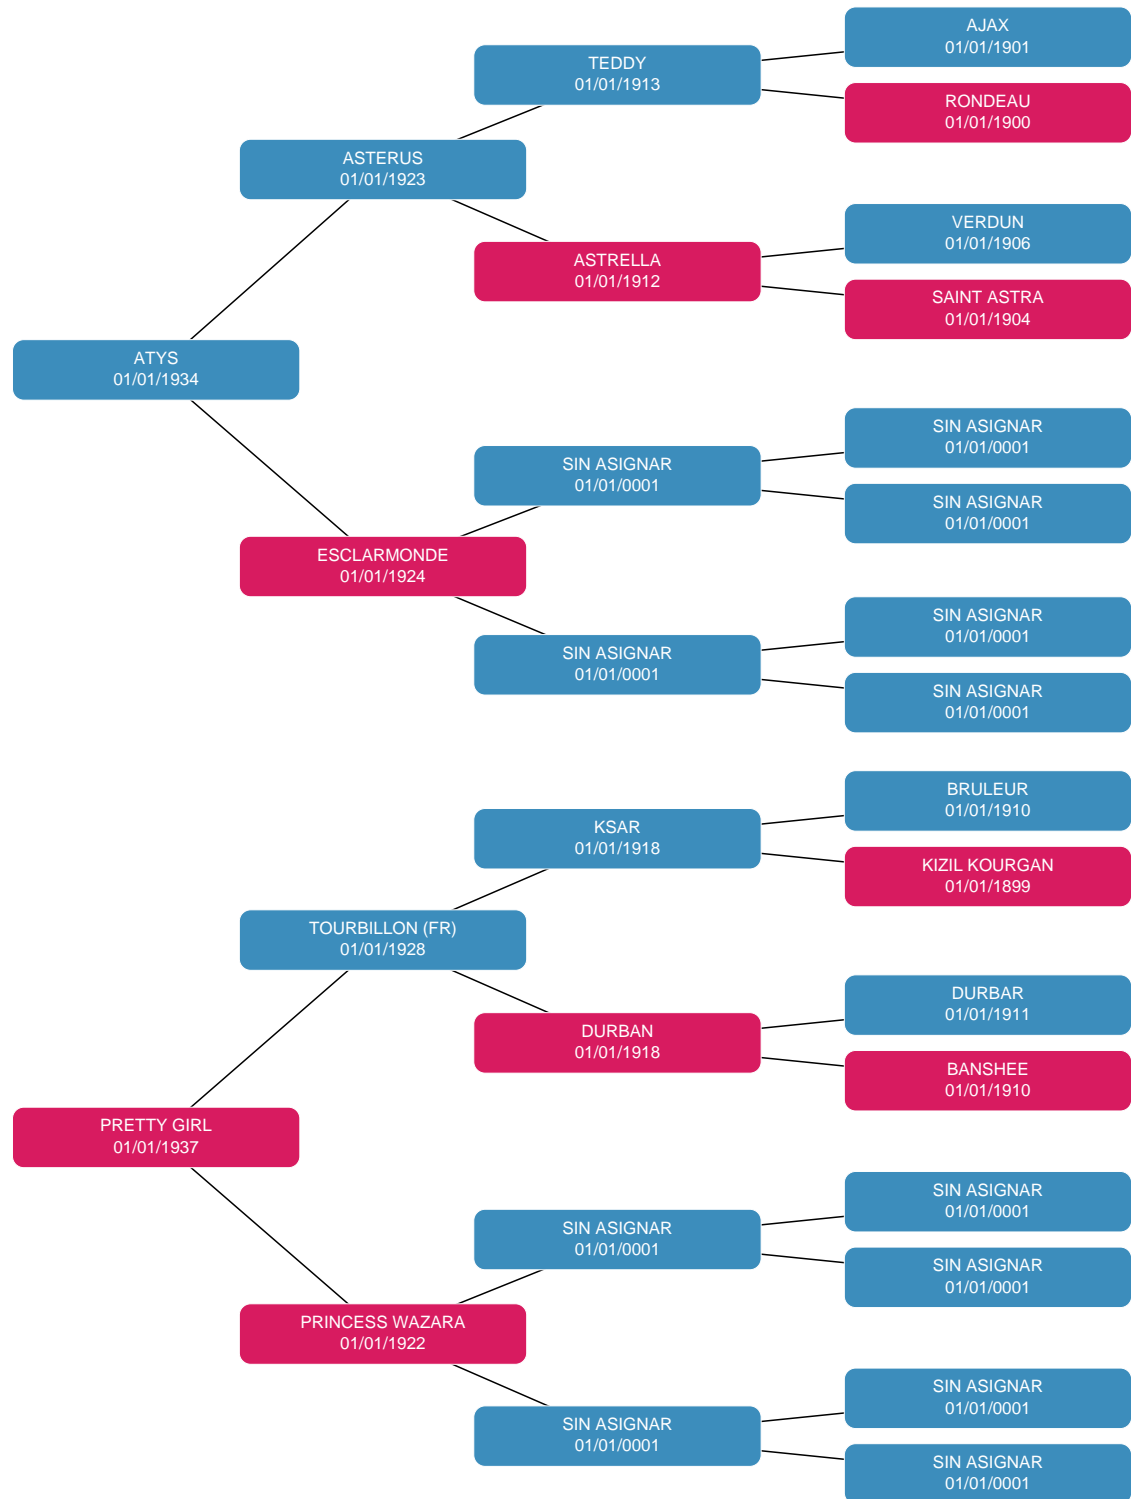 AJAX
01/01/1901
TEDDY
01/01/1913
RONDEAU
01/01/1900
ASTERUS
01/01/1923
VERDUN
01/01/1906
ASTRELLA
01/01/1912
SAINT ASTRA
01/01/1904
ATYS
01/01/1934
SIN ASIGNAR
01/01/0001
SIN ASIGNAR
01/01/0001
SIN ASIGNAR
01/01/0001
ESCLARMONDE
01/01/1924
SIN ASIGNAR
01/01/0001
SIN ASIGNAR
01/01/0001
SIN ASIGNAR
01/01/0001
BRULEUR
01/01/1910
KSAR
01/01/1918
KIZIL KOURGAN
01/01/1899
TOURBILLON (FR)
01/01/1928
DURBAR
01/01/1911
DURBAN
01/01/1918
BANSHEE
01/01/1910
PRETTY GIRL
01/01/1937
SIN ASIGNAR
01/01/0001
SIN ASIGNAR
01/01/0001
SIN ASIGNAR
01/01/0001
PRINCESS WAZARA
01/01/1922
SIN ASIGNAR
01/01/0001
SIN ASIGNAR
01/01/0001
SIN ASIGNAR
01/01/0001